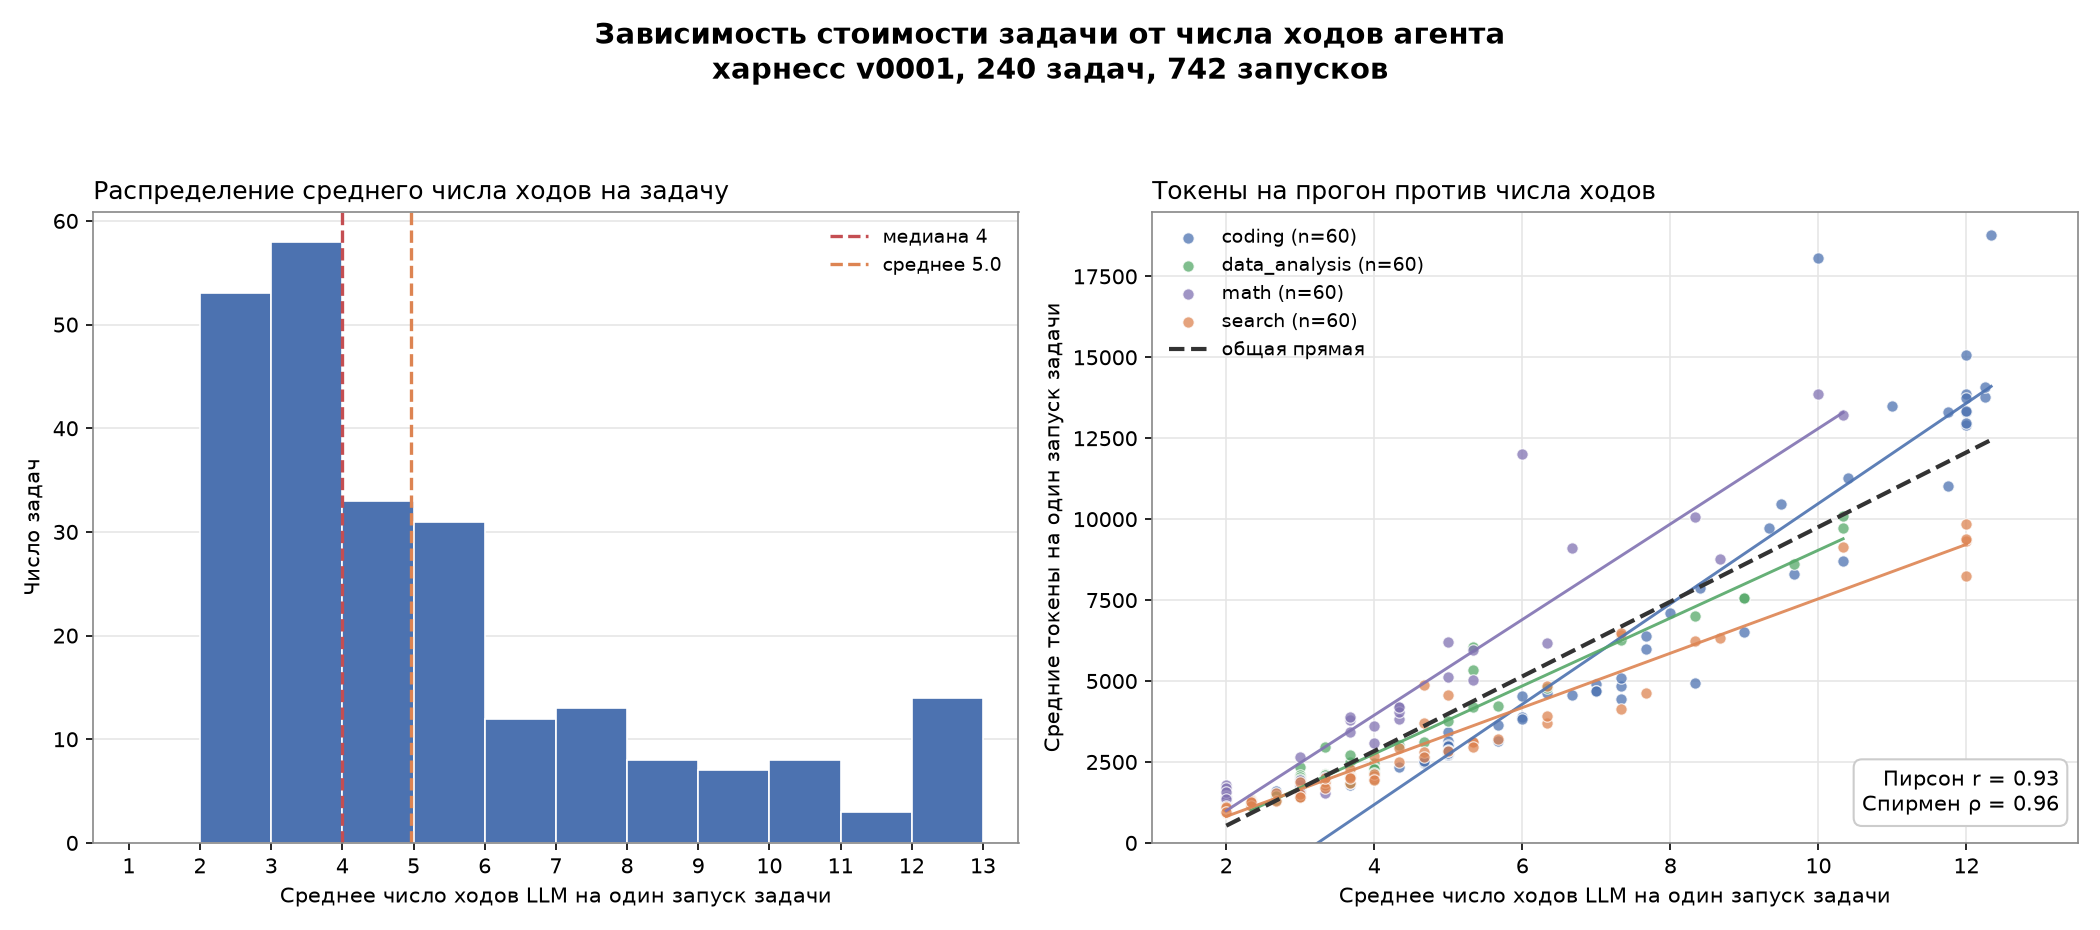 Зависимость стоимости задачи от числа ходов агента
харнесс v0001, 240 задач, 742 запусков
Распределение среднего числа ходов на задачу
медиана 4
среднее 5.0
60
50
40
30
20
10
0
Число задач
1 2 3 4 5 6 7 8 9 10 11 12 13
Среднее число ходов LLM на один запуск задачи
Токены на прогон против числа ходов
coding (n=60)
data_analysis (n=60)
math (n=60)
search (n=60)
общая прямая
17500
15000
12500
10000
7500
5000
2500
0
Средние токены на один запуск задачи
Пирсон r = 0.93
Спирмен ρ = 0.96
2 4 6 8 10 12
Среднее число ходов LLM на один запуск задачи